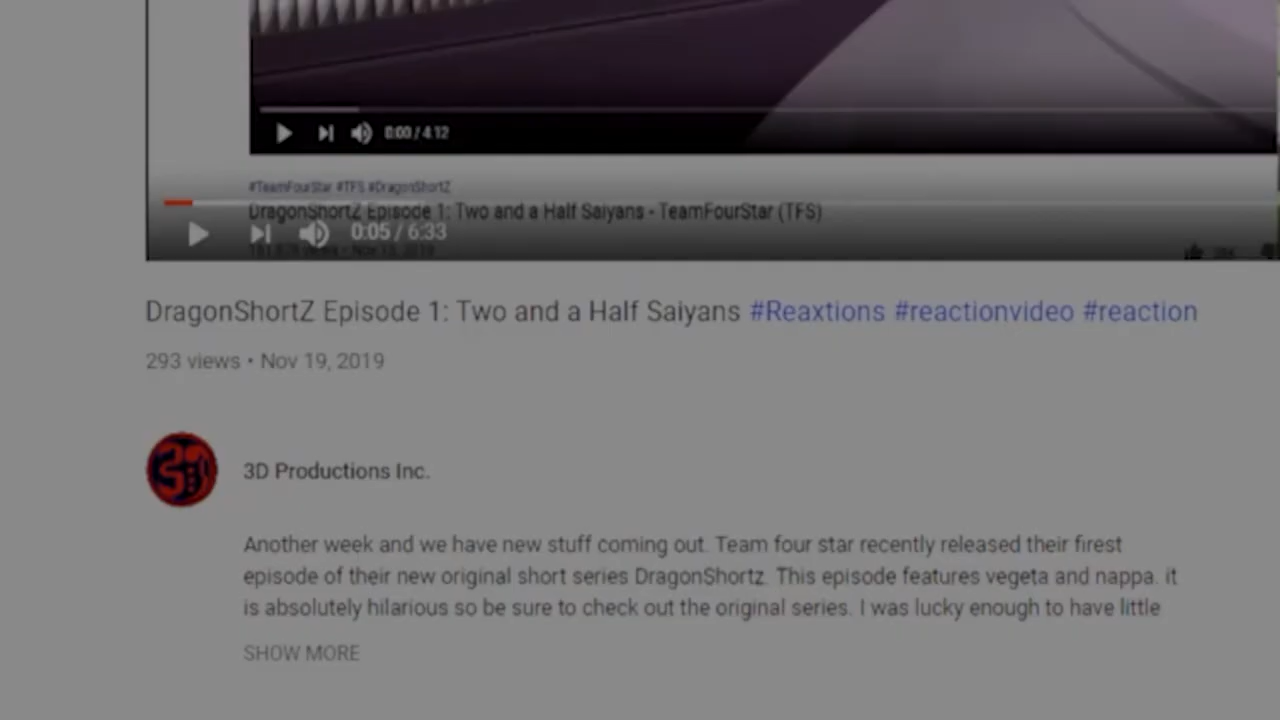 0:00 / 4:12
#TeamFourStar #TFS #DragonShortZ
DragonShortZ Episode 1: Two and a Half Saiyans - TeamFourStar (TFS)
0:05 / 6:33
DragonShortZ Episode 1: Two and a Half Saiyans #Reaxtions #reactionvideo #reaction
293 views • Nov 19, 2019
3D Productions Inc.
Another week and we have new stuff coming out. Team four star recently released their firest
episode of their new original short series DragonShortz. This episode features vegeta and nappa. it
is absolutely hilarious so be sure to check out the original series. I was lucky enough to have little
SHOW MORE